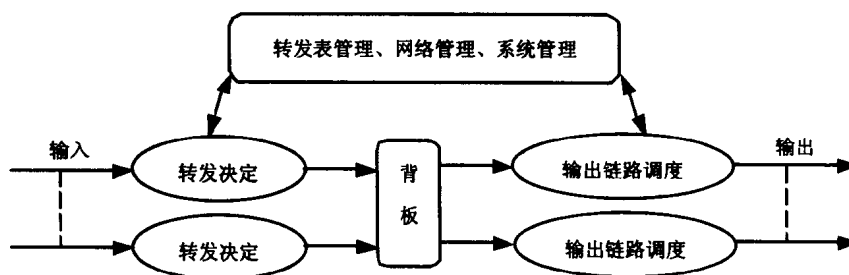 转发表管理、网络管理、系统管理
输入
转发决定
背板
输出链路调度
输出
转发决定
输出链路调度